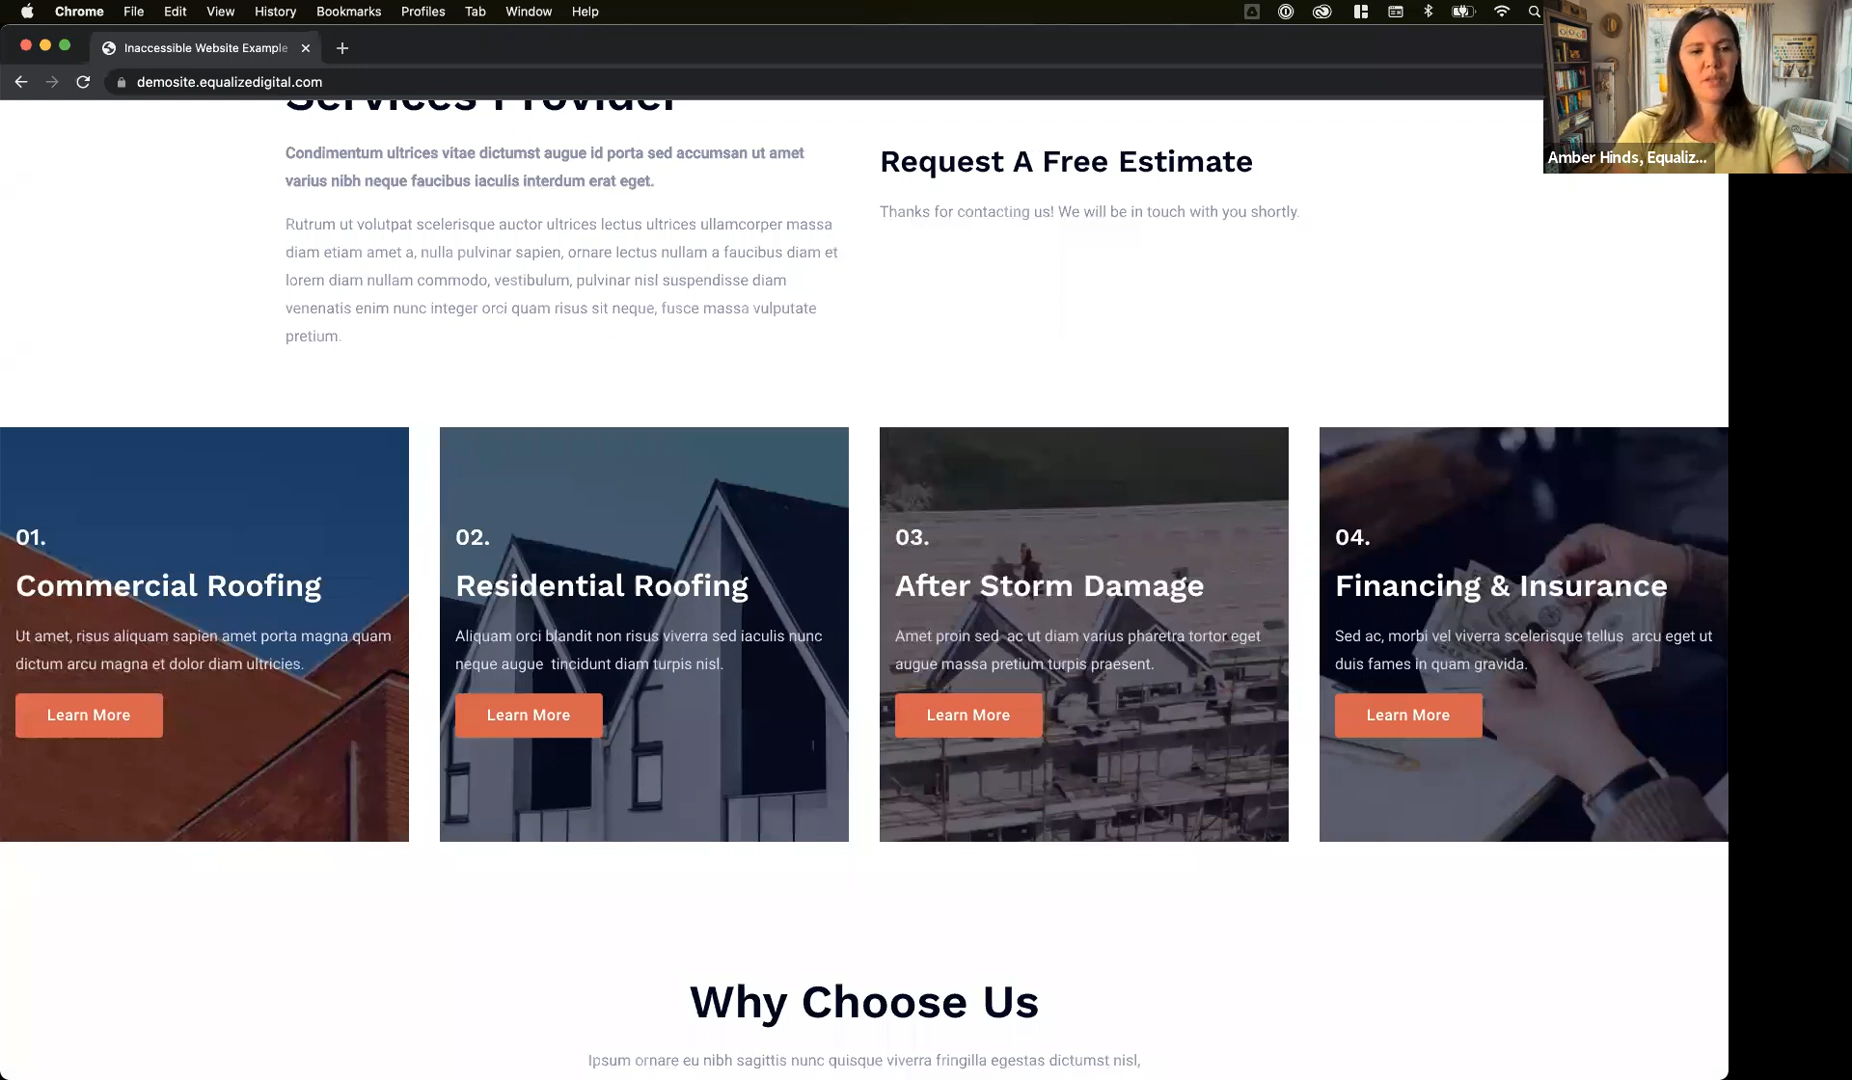 Chrome File Edit View History Bookmarks Profiles Tab Window Help
Inaccessible Website Example
demosite.equalizedigital.com
Amber Hinds, Equaliz...
Services Provider
Condimentum ultrices vitae dictumst augue id porta sed accumsan ut amet
varius nibh neque faucibus iaculis interdum erat eget.
Rutrum ut volutpat scelerisque auctor ultrices lectus ultrices ullamcorper massa
diam etiam amet a, nulla pulvinar sapien, ornare lectus nullam a faucibus diam et
lorem diam nullam commodo, vestibulum, pulvinar nisl suspendisse diam
venenatis enim nunc integer orci quam risus sit neque, fusce massa vulputate
pretium.
Request A Free Estimate
Thanks for contacting us! We will be in touch with you shortly.
01.
Commercial Roofing
Ut amet, risus aliquam sapien amet porta magna quam
dictum arcu magna et dolor diam ultricies.
Learn More
02.
Residential Roofing
Aliquam orci blandit non risus viverra sed iaculis nunc
neque augue tincidunt diam turpis nisl.
Learn More
03.
After Storm Damage
Amet proin sed ac ut diam varius pharetra tortor eget
augue massa pretium turpis praesent.
Learn More
04.
Financing & Insurance
Sed ac, morbi vel viverra scelerisque tellus arcu eget ut
duis fames in quam gravida.
Learn More
Why Choose Us
Ipsum ornare eu nibh sagittis nunc quisque viverra fringilla egestas dictumst nisl,